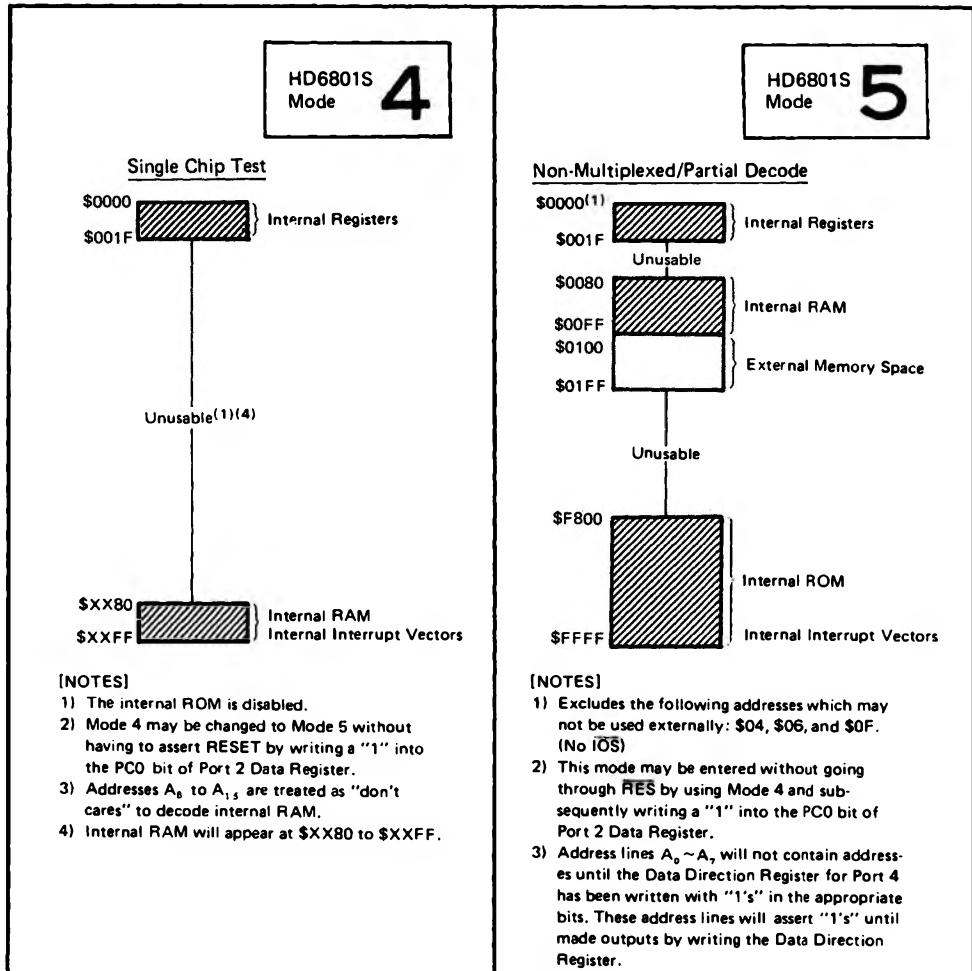 HD6801S
Mode 4
Single Chip Test
$0000
Internal Registers
$001F
Unusable(1)(4)
$XX80
Internal RAM
$XXFF
Internal Interrupt Vectors
[NOTES]
1) The internal ROM is disabled.
2) Mode 4 may be changed to Mode 5 without
having to assert RESET by writing a "1" into
the PC0 bit of Port 2 Data Register.
3) Addresses A₈ to A₁₅ are treated as "don't
cares" to decode internal RAM.
4) Internal RAM will appear at $XX80 to $XXFF.
HD6801S
Mode 5
Non-Multiplexed/Partial Decode
$0000(1)
Internal Registers
$001F
Unusable
$0080
Internal RAM
$00FF
$0100
External Memory Space
$01FF
Unusable
$F800
Internal ROM
$FFFF
Internal Interrupt Vectors
[NOTES]
1) Excludes the following addresses which may
not be used externally: $04, $06, and $0F.
(No I̅O̅S̅)
2) This mode may be entered without going
through R̅E̅S̅ by using Mode 4 and sub-
sequently writing a "1" into the PC0 bit of
Port 2 Data Register.
3) Address lines A₀~A₇ will not contain address-
es until the Data Direction Register for Port 4
has been written with "1's" in the appropriate
bits. These address lines will assert "1's" until
made outputs by writing the Data Direction
Register.